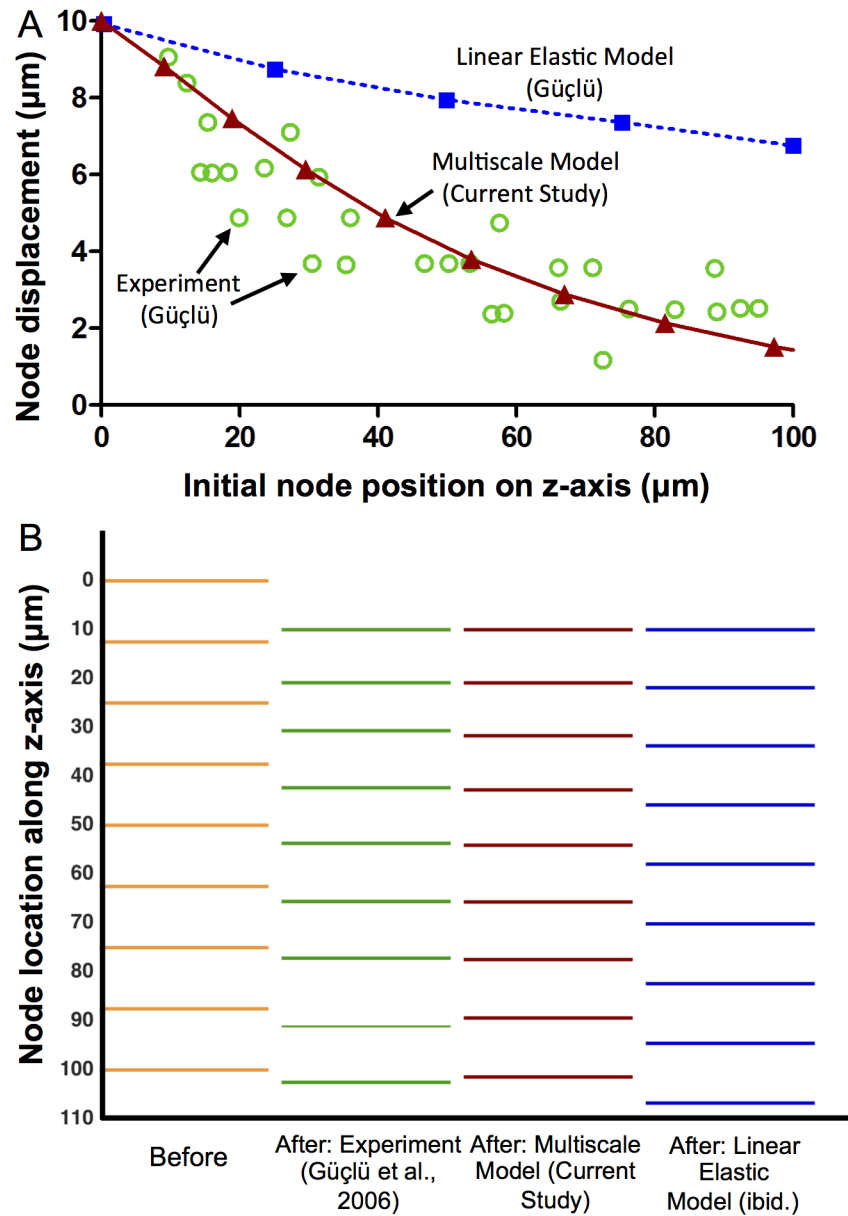 A
Node displacement (µm)
10
8
6
4
2
0
Linear Elastic Model
(Güçlü)
Multiscale Model
(Current Study)
Experiment
(Güçlü)
0 20 40 60 80 100
Initial node position on z-axis (µm)
B
Node location along z-axis (µm)
0
10
20
30
40
50
60
70
80
90
100
110
Before
After: Experiment
(Güçlü et al.,
2006)
After: Multiscale
Model (Current
Study)
After: Linear
Elastic
Model (ibid.)